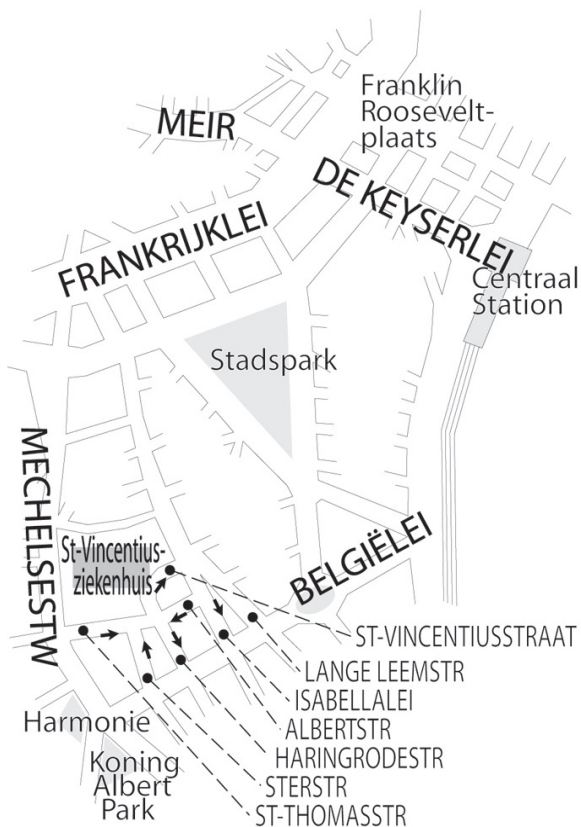 Franklin
Roosevelt-
plaats
MEIR
DE KEYSERLEI
FRANKRIJKLEI
Centraal
Station
Stadspark
MECHELSESTW
St-Vincentius-
ziekenhuis
BELGIËLEI
ST-VINCENTIUSSTRAAT
LANGE LEEMSTR
ISABELLALEI
ALBERTSTR
HARINGRODESTR
STERSTR
ST-THOMASSTR
Harmonie
Koning
Albert
Park